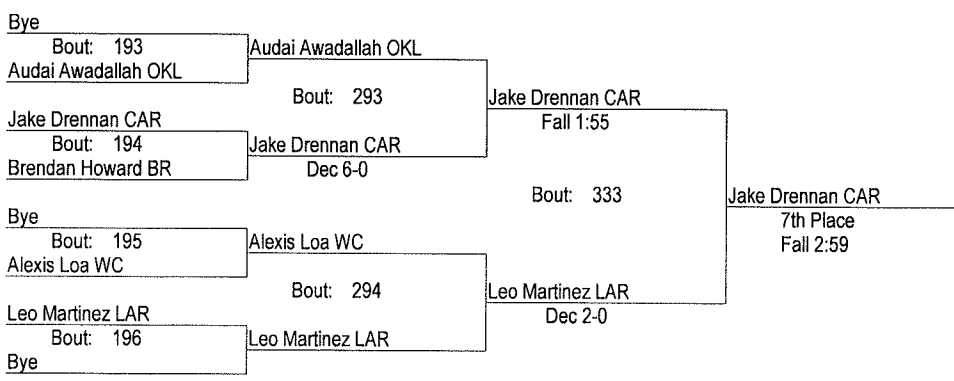 Bye
Bout: 193
Audai Awadallah OKL
Audai Awadallah OKL
Bout: 293
Jake Drennan CAR
Fall 1:55
Jake Drennan CAR
Bout: 194
Brendan Howard BR
Jake Drennan CAR
Dec 6-0
Bout: 333
Jake Drennan CAR
7th Place
Fall 2:59
Bye
Bout: 195
Alexis Loa WC
Alexis Loa WC
Bout: 294
Leo Martinez LAR
Dec 2-0
Leo Martinez LAR
Bout: 196
Bye
Leo Martinez LAR